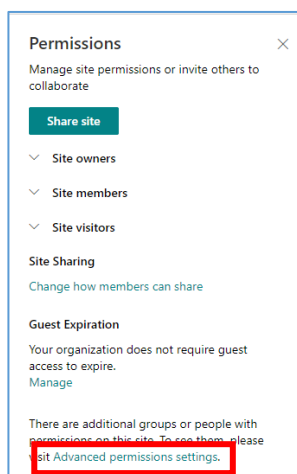 Permissions
Manage site permissions or invite others to
collaborate
Share site
Site owners
Site members
Site visitors
Site Sharing
Change how members can share
Guest Expiration
Your organization does not require guest
access to expire.
Manage
There are additional groups or people with
permissions on this site. To see them, please
visit Advanced permissions settings.